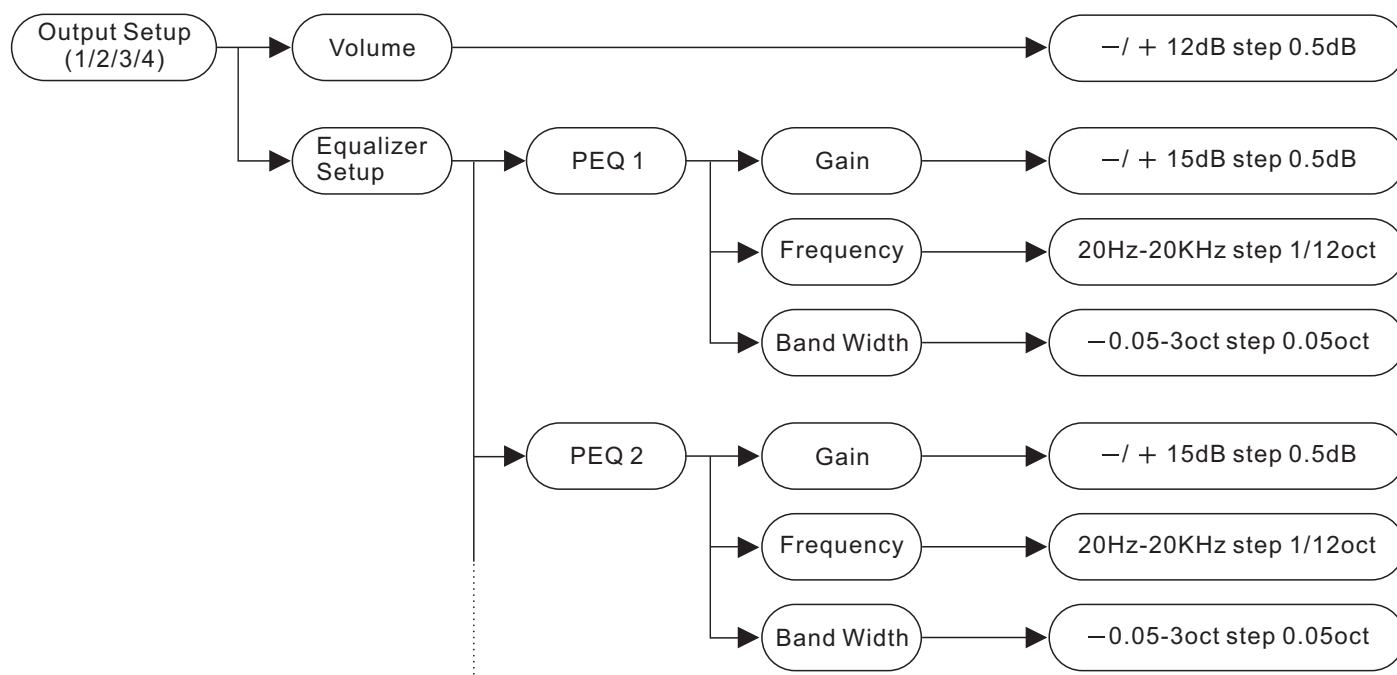 Output Setup
(1/2/3/4)
Volume
−/ + 12dB step 0.5dB
Equalizer
Setup
PEQ 1
Gain
−/ + 15dB step 0.5dB
Frequency
20Hz-20KHz step 1/12oct
Band Width
−0.05-3oct step 0.05oct
PEQ 2
Gain
−/ + 15dB step 0.5dB
Frequency
20Hz-20KHz step 1/12oct
Band Width
−0.05-3oct step 0.05oct